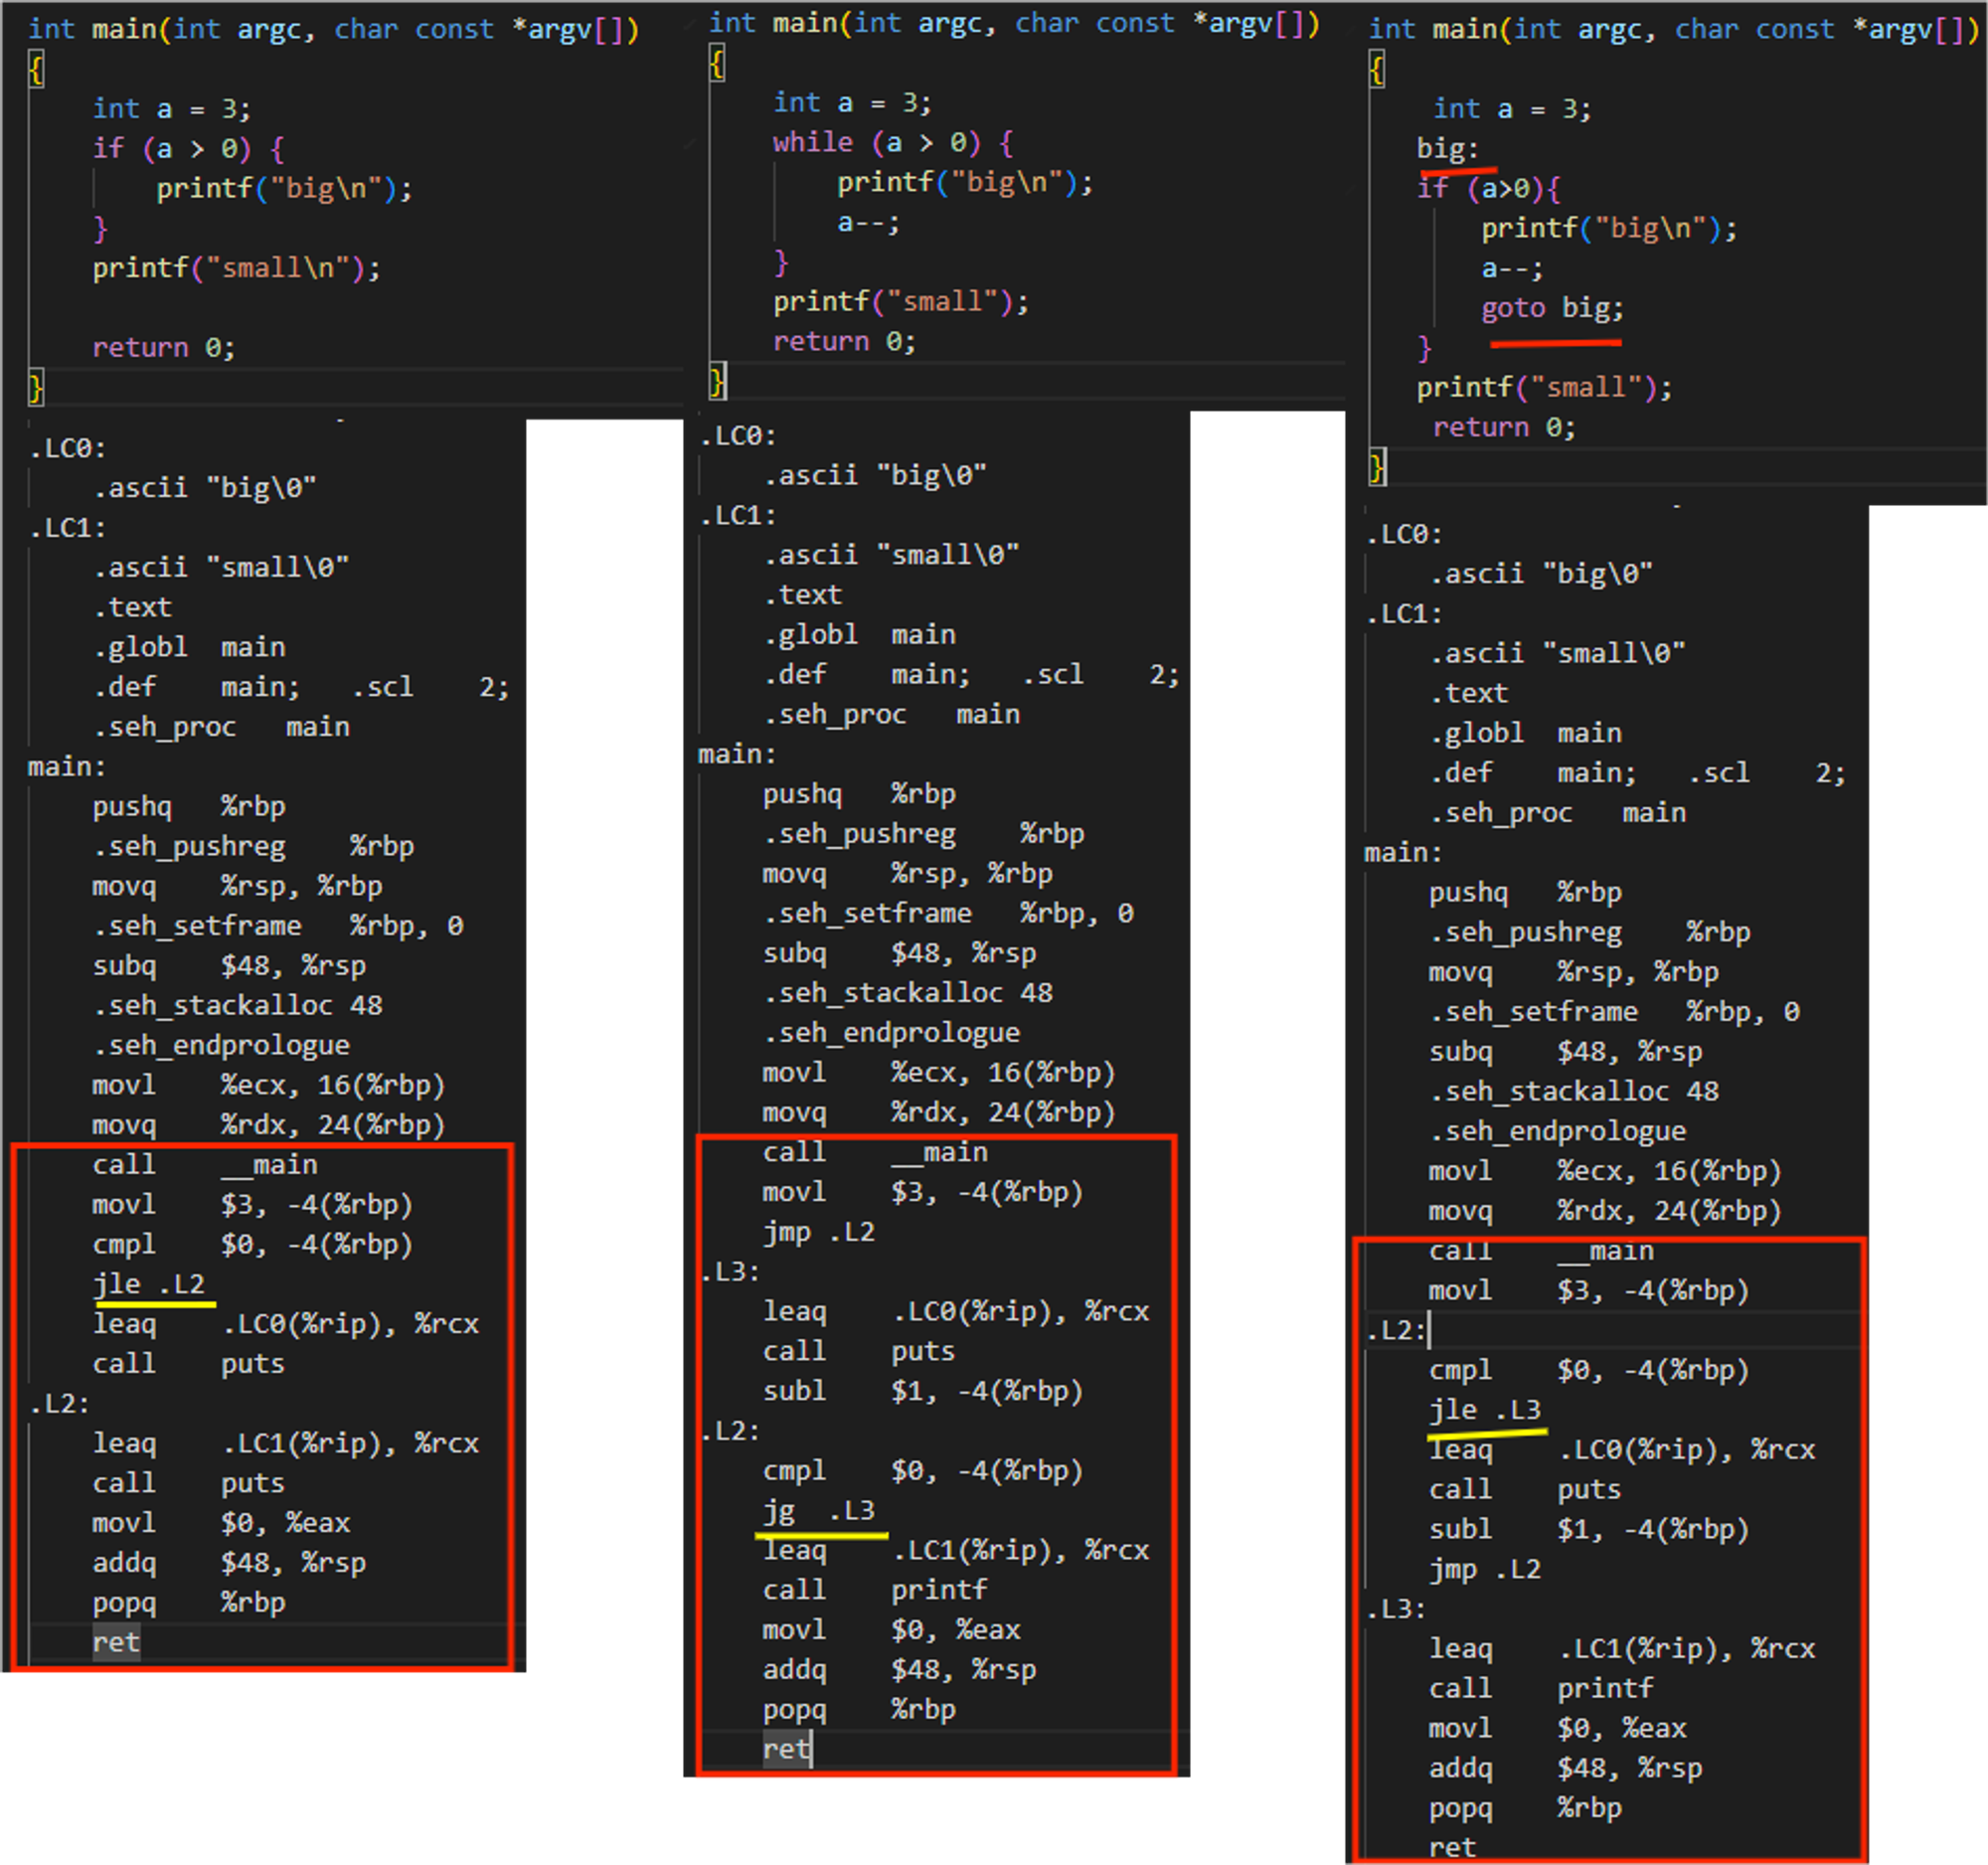 int main(int argc, char const *argv[])
{
    int a = 3;
    if (a > 0) {
        printf("big\n");
    }
    printf("small\n");
    return 0;
}
.LC0:
    .ascii "big\0"
.LC1:
    .ascii "small\0"
    .text
    .globl  main
    .def    main;   .scl    2;
    .seh_proc   main
main:
    pushq   %rbp
    .seh_pushreg    %rbp
    movq    %rsp, %rbp
    .seh_setframe   %rbp, 0
    subq    $48, %rsp
    .seh_stackalloc 48
    .seh_endprologue
    movl    %ecx, 16(%rbp)
    movq    %rdx, 24(%rbp)
    call    __main
    movl    $3, -4(%rbp)
    cmpl    $0, -4(%rbp)
    jle .L2
    leaq    .LC0(%rip), %rcx
    call    puts
.L2:
    leaq    .LC1(%rip), %rcx
    call    puts
    movl    $0, %eax
    addq    $48, %rsp
    popq    %rbp
    ret
int main(int argc, char const *argv[])
{
    int a = 3;
    while (a > 0) {
        printf("big\n");
        a--;
    }
    printf("small");
    return 0;
}
.LC0:
    .ascii "big\0"
.LC1:
    .ascii "small\0"
    .text
    .globl  main
    .def    main;   .scl    2;
    .seh_proc   main
main:
    pushq   %rbp
    .seh_pushreg    %rbp
    movq    %rsp, %rbp
    .seh_setframe   %rbp, 0
    subq    $48, %rsp
    .seh_stackalloc 48
    .seh_endprologue
    movl    %ecx, 16(%rbp)
    movq    %rdx, 24(%rbp)
    call    __main
    movl    $3, -4(%rbp)
    jmp .L2
.L3:
    leaq    .LC0(%rip), %rcx
    call    puts
    subl    $1, -4(%rbp)
.L2:
    cmpl    $0, -4(%rbp)
    jg  .L3
    leaq    .LC1(%rip), %rcx
    call    printf
    movl    $0, %eax
    addq    $48, %rsp
    popq    %rbp
    ret
int main(int argc, char const *argv[])
{
    int a = 3;
   big:
   if (a>0){
       printf("big\n");
       a--;
       goto big;
   }
   printf("small");
    return 0;
}
.LC0:
    .ascii "big\0"
.LC1:
    .ascii "small\0"
    .text
    .globl  main
    .def    main;   .scl    2;
    .seh_proc   main
main:
    pushq   %rbp
    .seh_pushreg    %rbp
    movq    %rsp, %rbp
    .seh_setframe   %rbp, 0
    subq    $48, %rsp
    .seh_stackalloc 48
    .seh_endprologue
    movl    %ecx, 16(%rbp)
    movq    %rdx, 24(%rbp)
    call    __main
    movl    $3, -4(%rbp)
.L2:
    cmpl    $0, -4(%rbp)
    jle .L3
    leaq    .LC0(%rip), %rcx
    call    puts
    subl    $1, -4(%rbp)
    jmp .L2
.L3:
    leaq    .LC1(%rip), %rcx
    call    printf
    movl    $0, %eax
    addq    $48, %rsp
    popq    %rbp
    ret